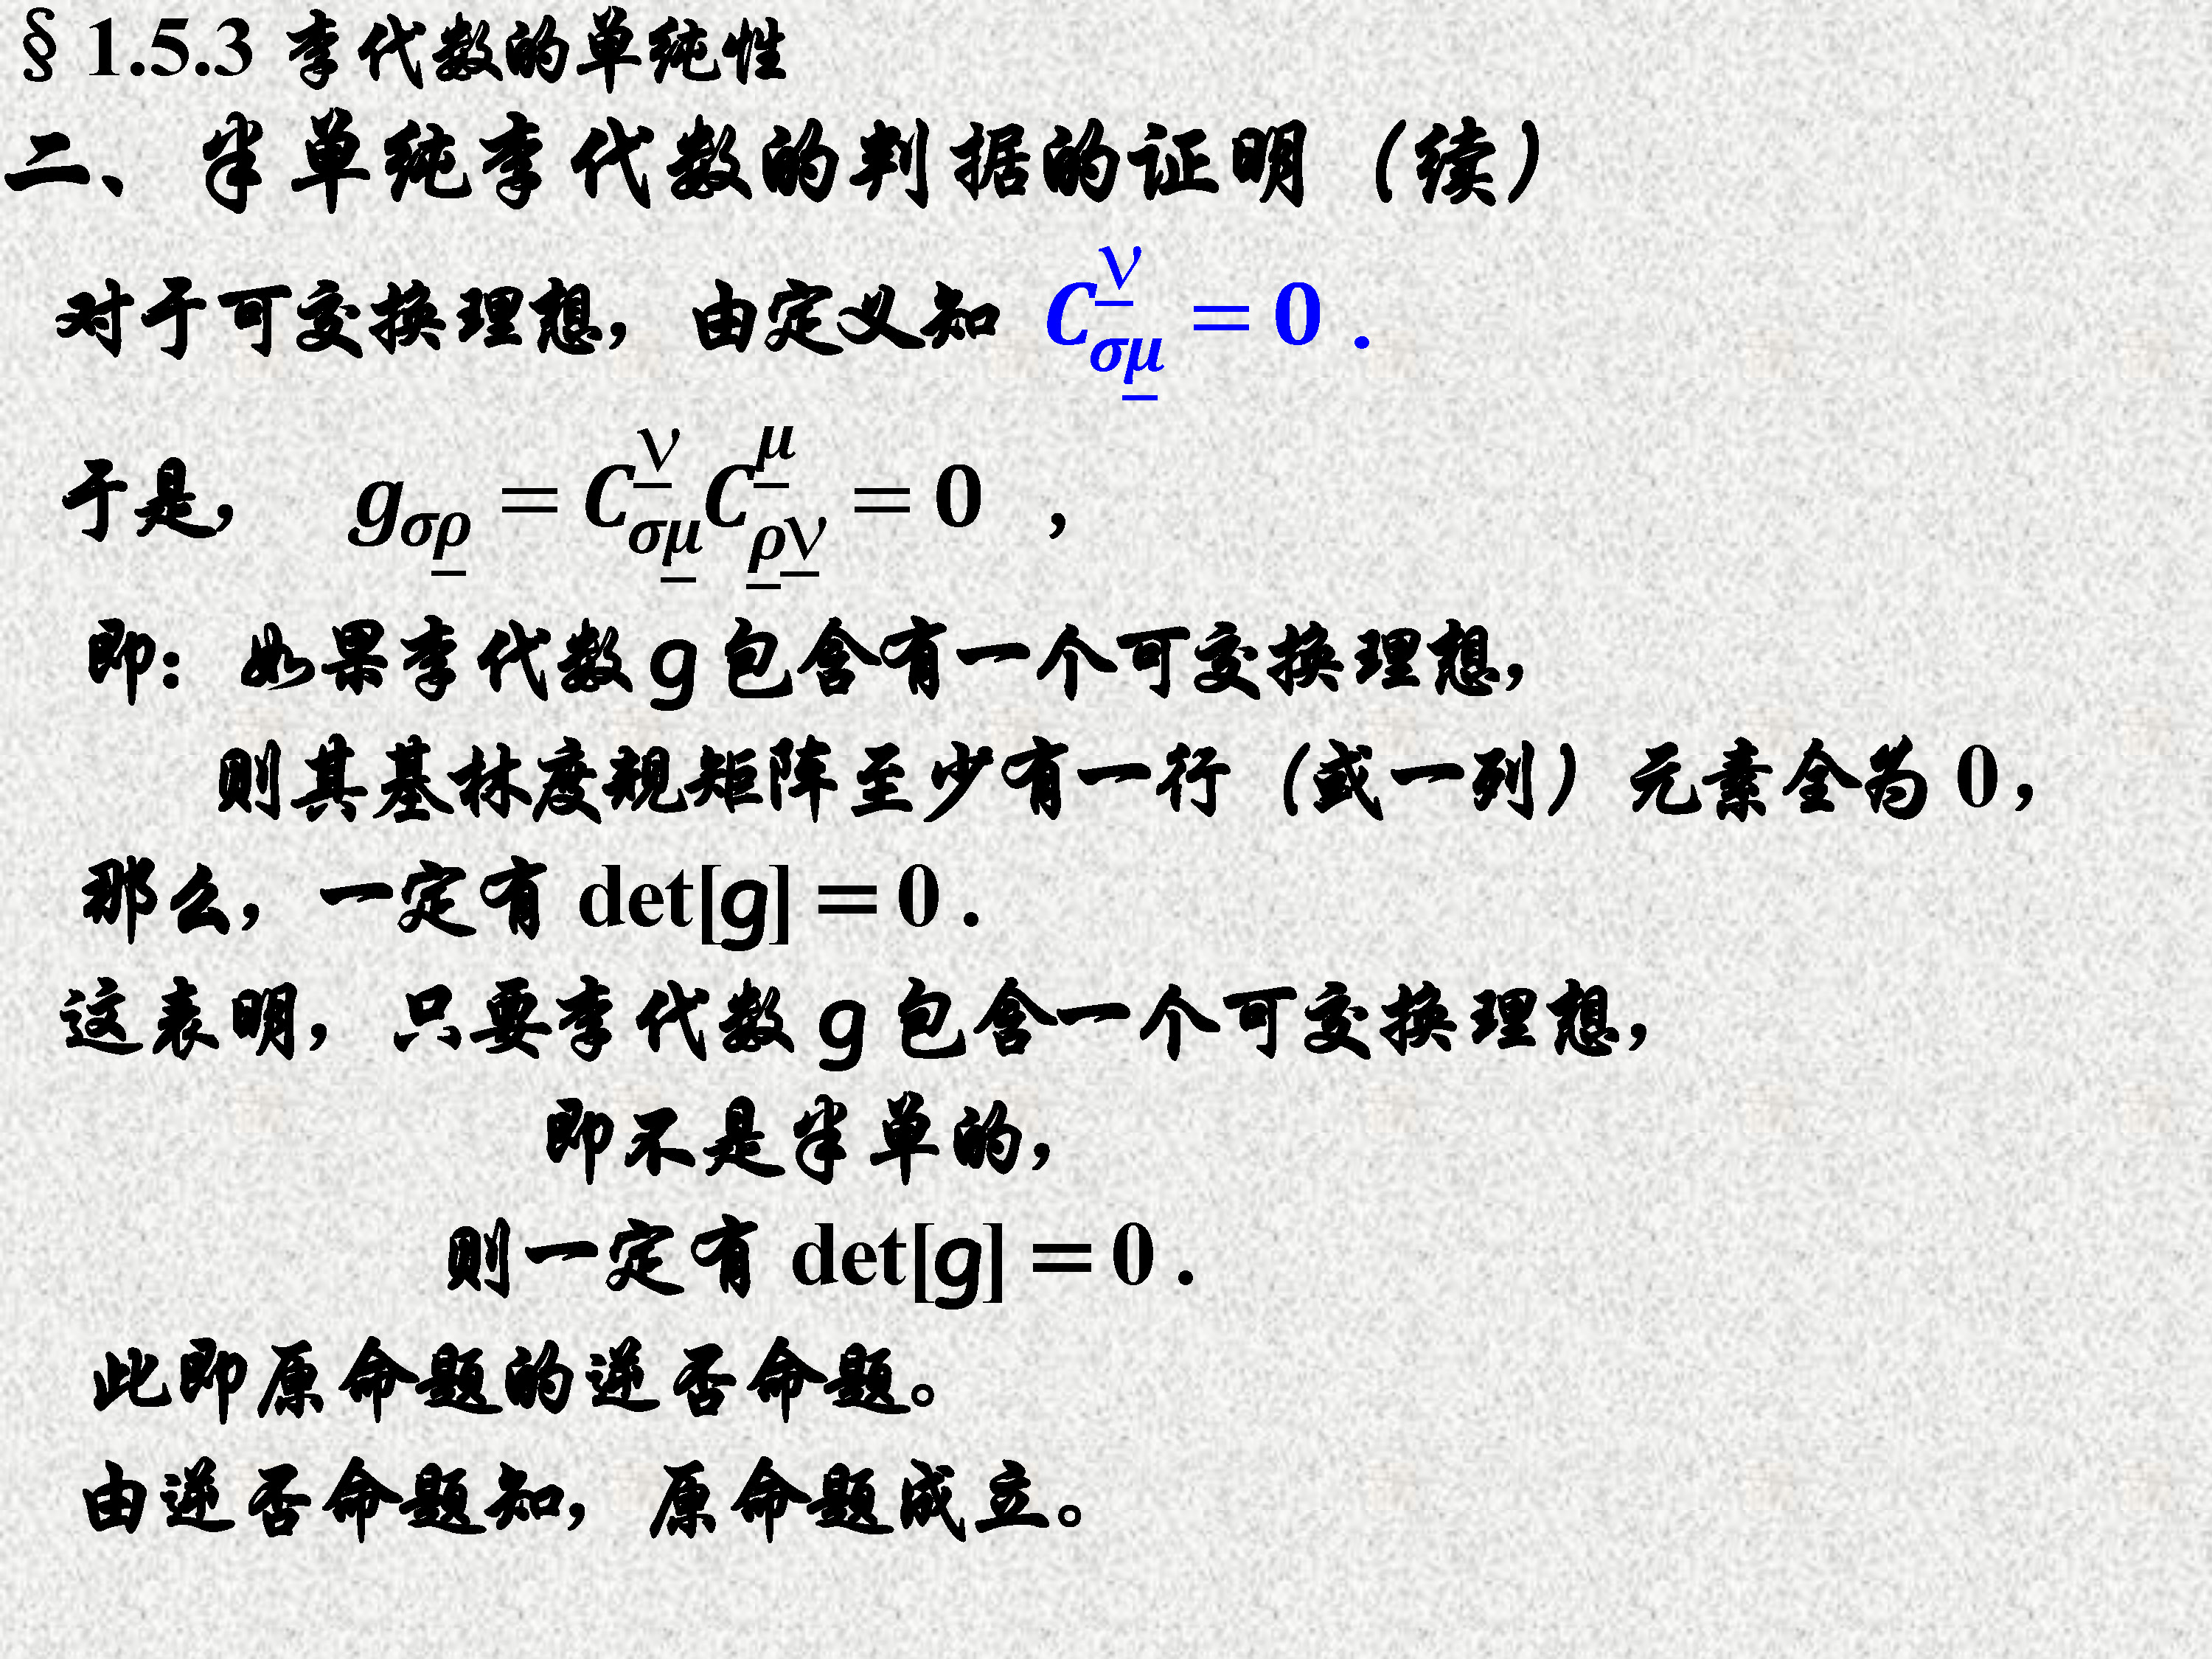 § 1.5.3 李代数的单纯性
二、半单纯李代数的判据的证明（续）
对于可交换理想，由定义知 $C_{\sigma\underline{\mu}}^{\underline{\nu}} = 0$ .
于是， $g_{\sigma\underline{\rho}} = C_{\sigma\underline{\mu}}^{\underline{\nu}} C_{\underline{\rho}\underline{\nu}}^{\underline{\mu}} = 0$ ，
即：如果李代数 g 包含有一个可交换理想，
则其基林度规矩阵至少有一行（或一列）元素全为 0，
那么，一定有 det[g] = 0 .
这表明，只要李代数 g 包含一个可交换理想，
即不是半单的，
则一定有 det[g] = 0 .
此即原命题的逆否命题。
由逆否命题知，原命题成立。